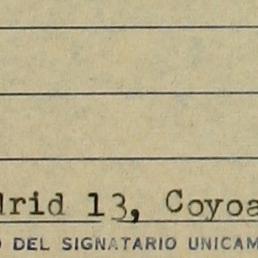 drid 13, Coyoa
DEL SIGNATARIO UNICAM